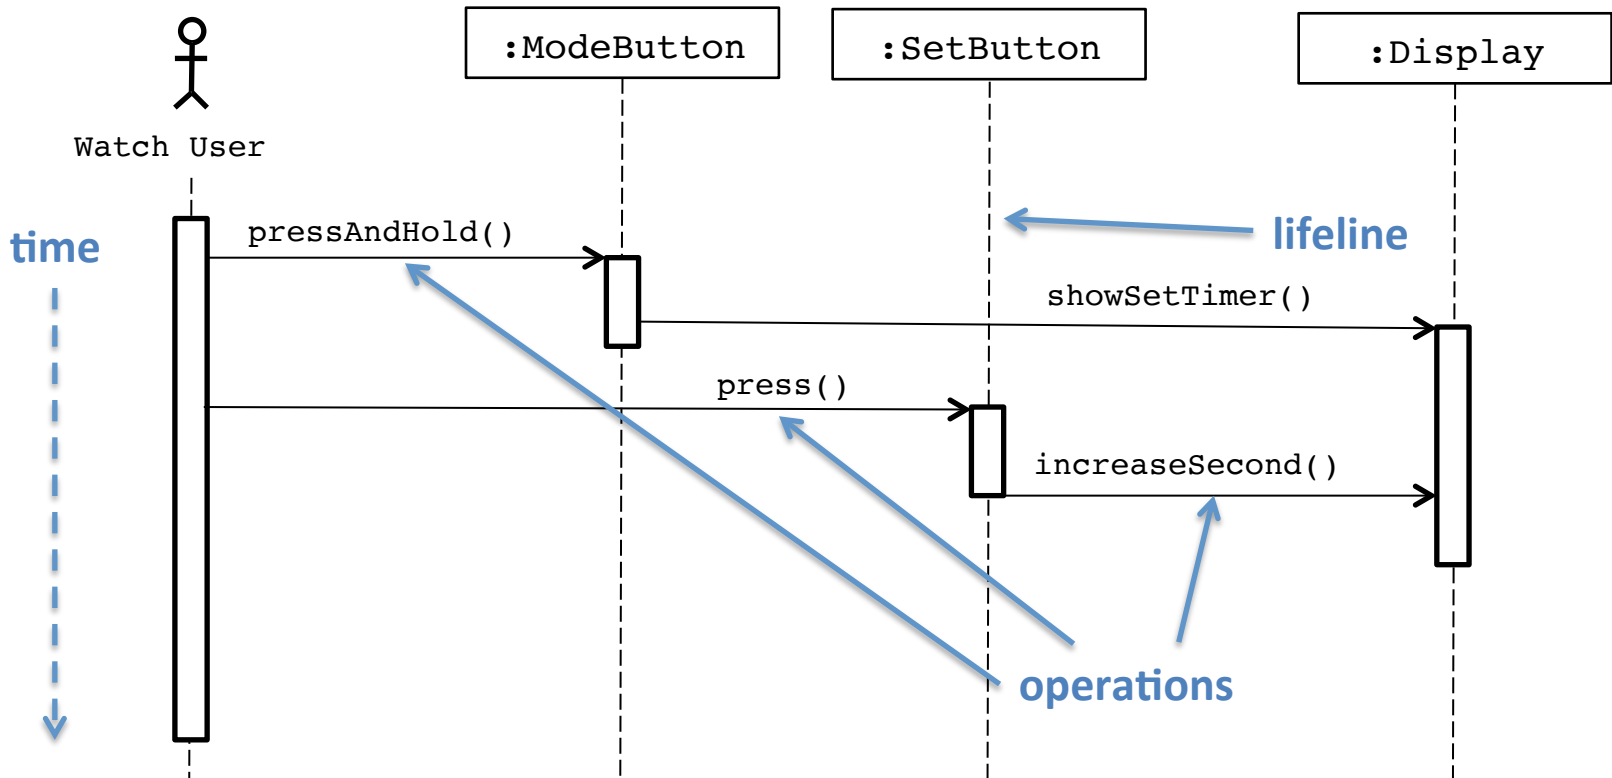 :ModeButton
:SetButton
:Display
Watch User
time
pressAndHold()
lifeline
showSetTimer()
press()
increaseSecond()
operations